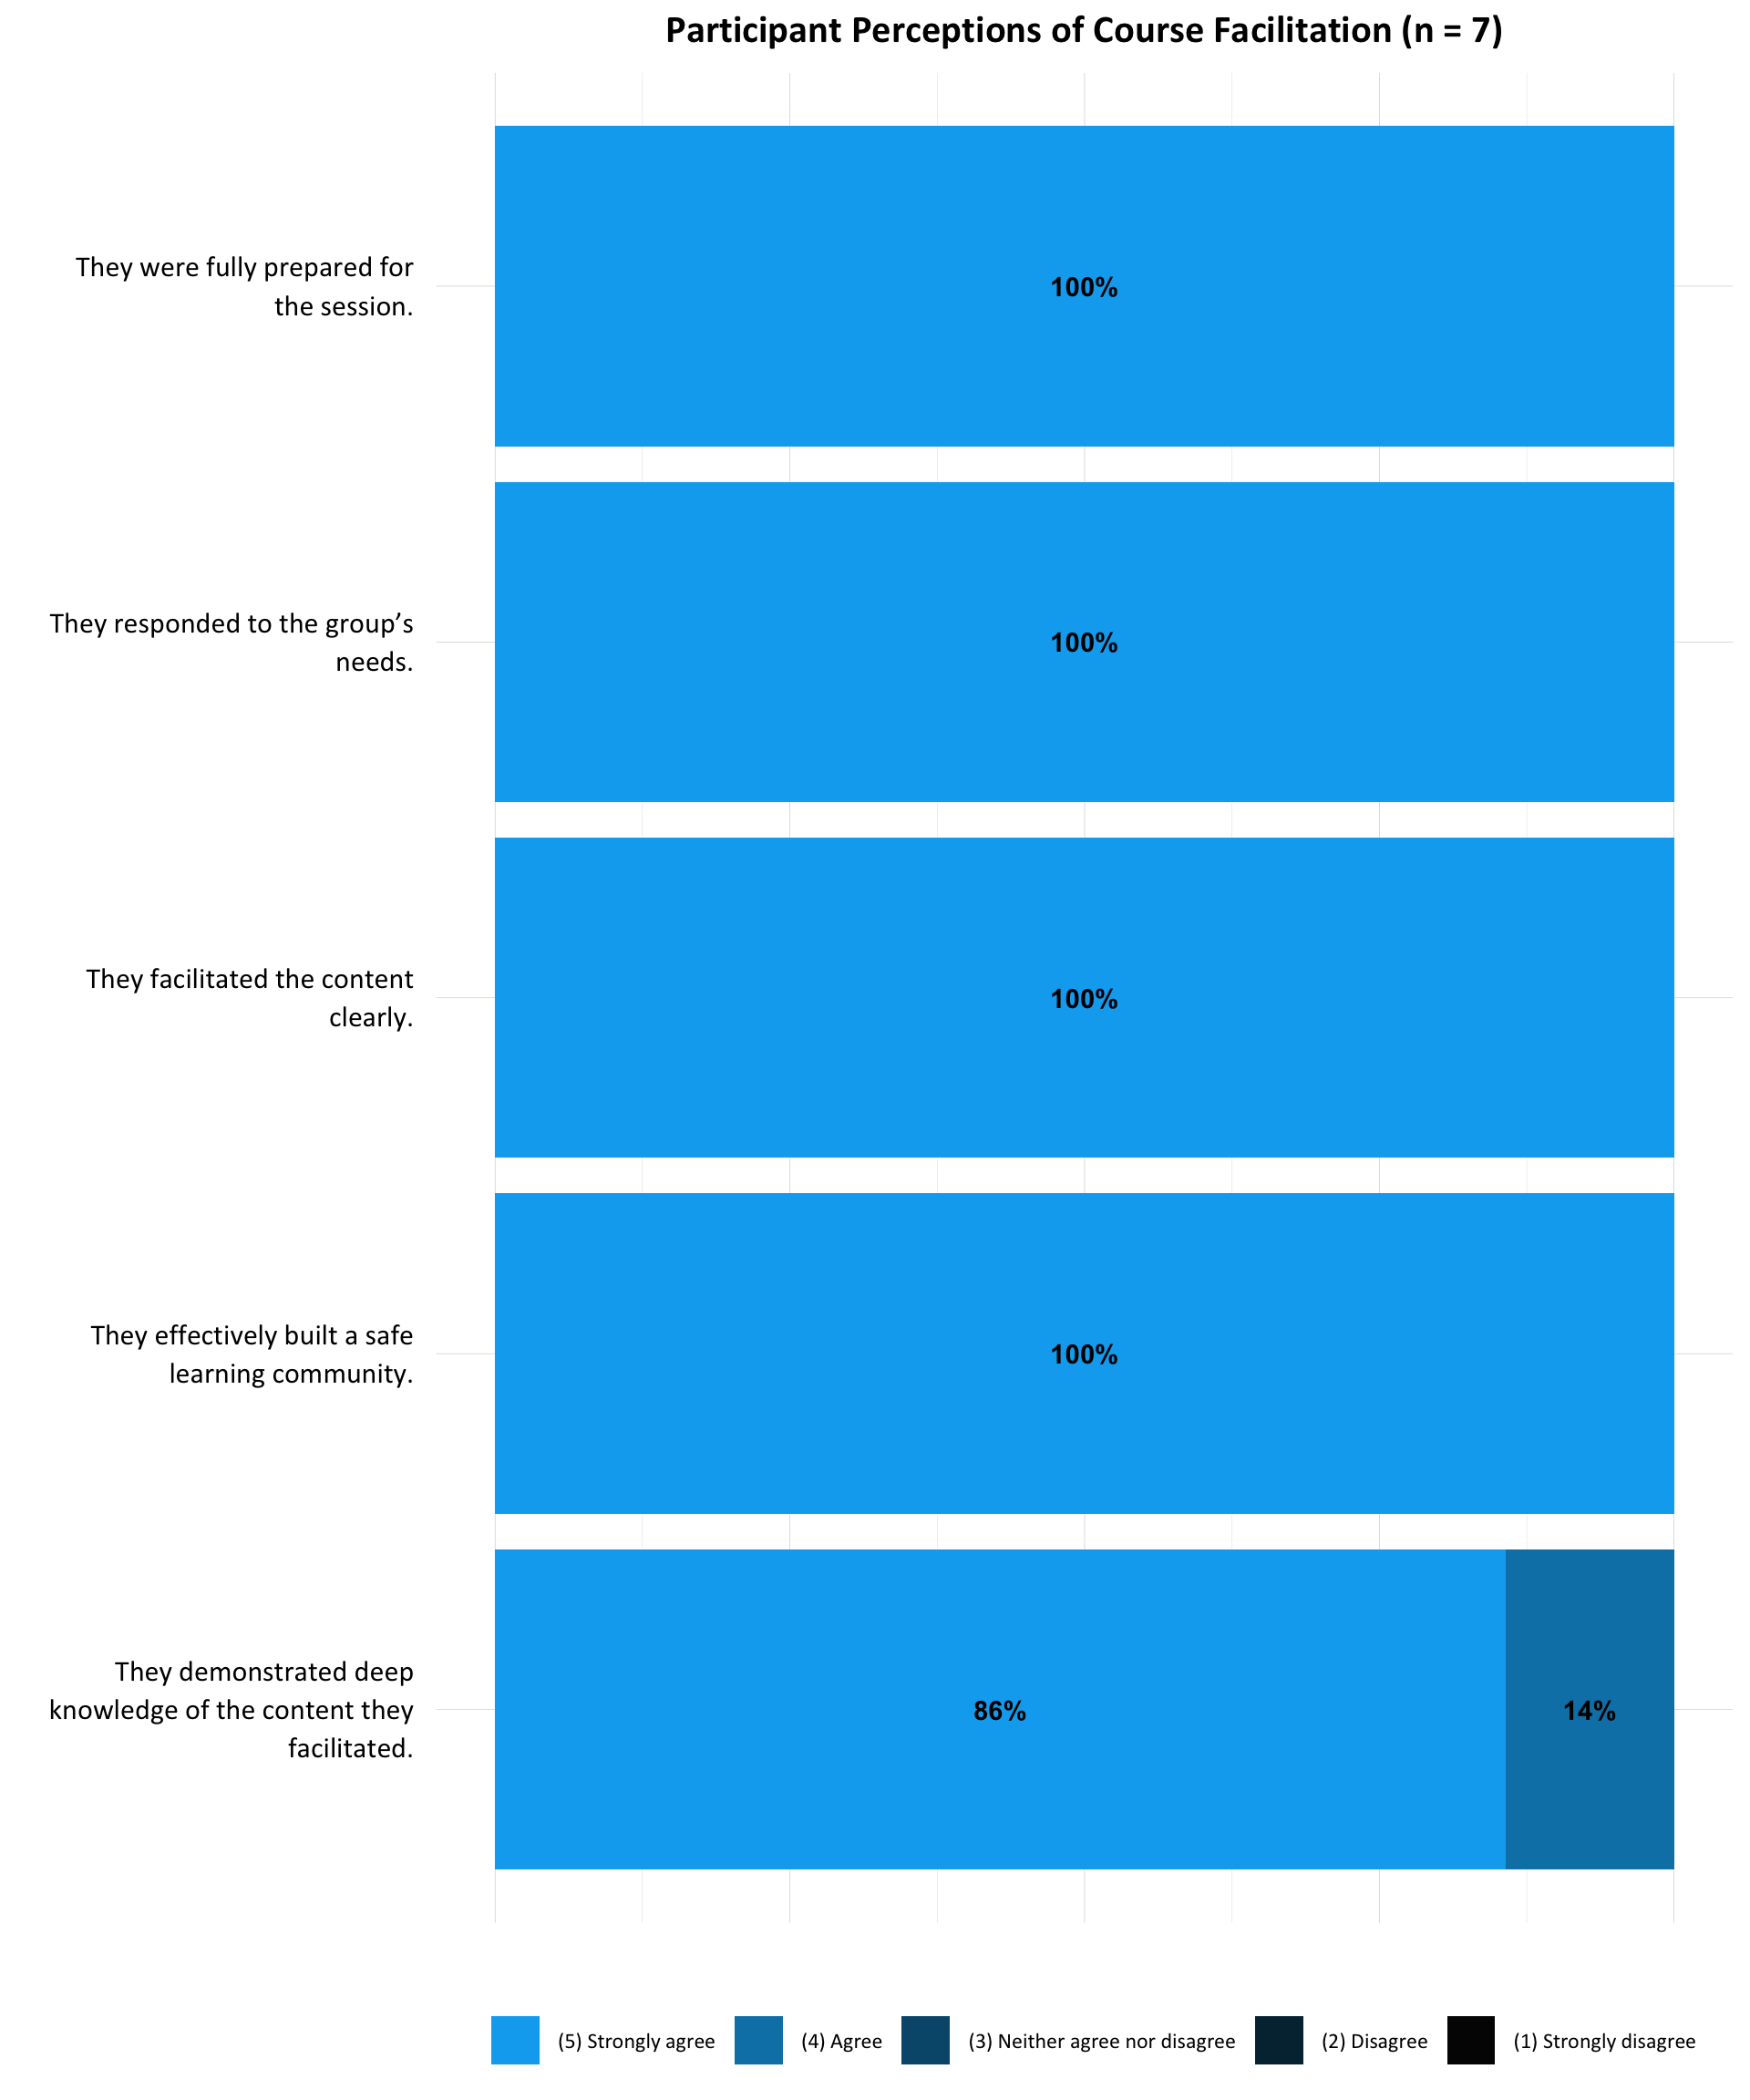 Participant Perceptions of Course Facilitation (n = 7)
They were fully prepared for
the session.
100%
They responded to the group’s
needs.
100%
They facilitated the content
clearly.
100%
They effectively built a safe
learning community.
100%
They demonstrated deep
knowledge of the content they
facilitated.
86% 14%
(5) Strongly agree (4) Agree (3) Neither agree nor disagree (2) Disagree (1) Strongly disagree